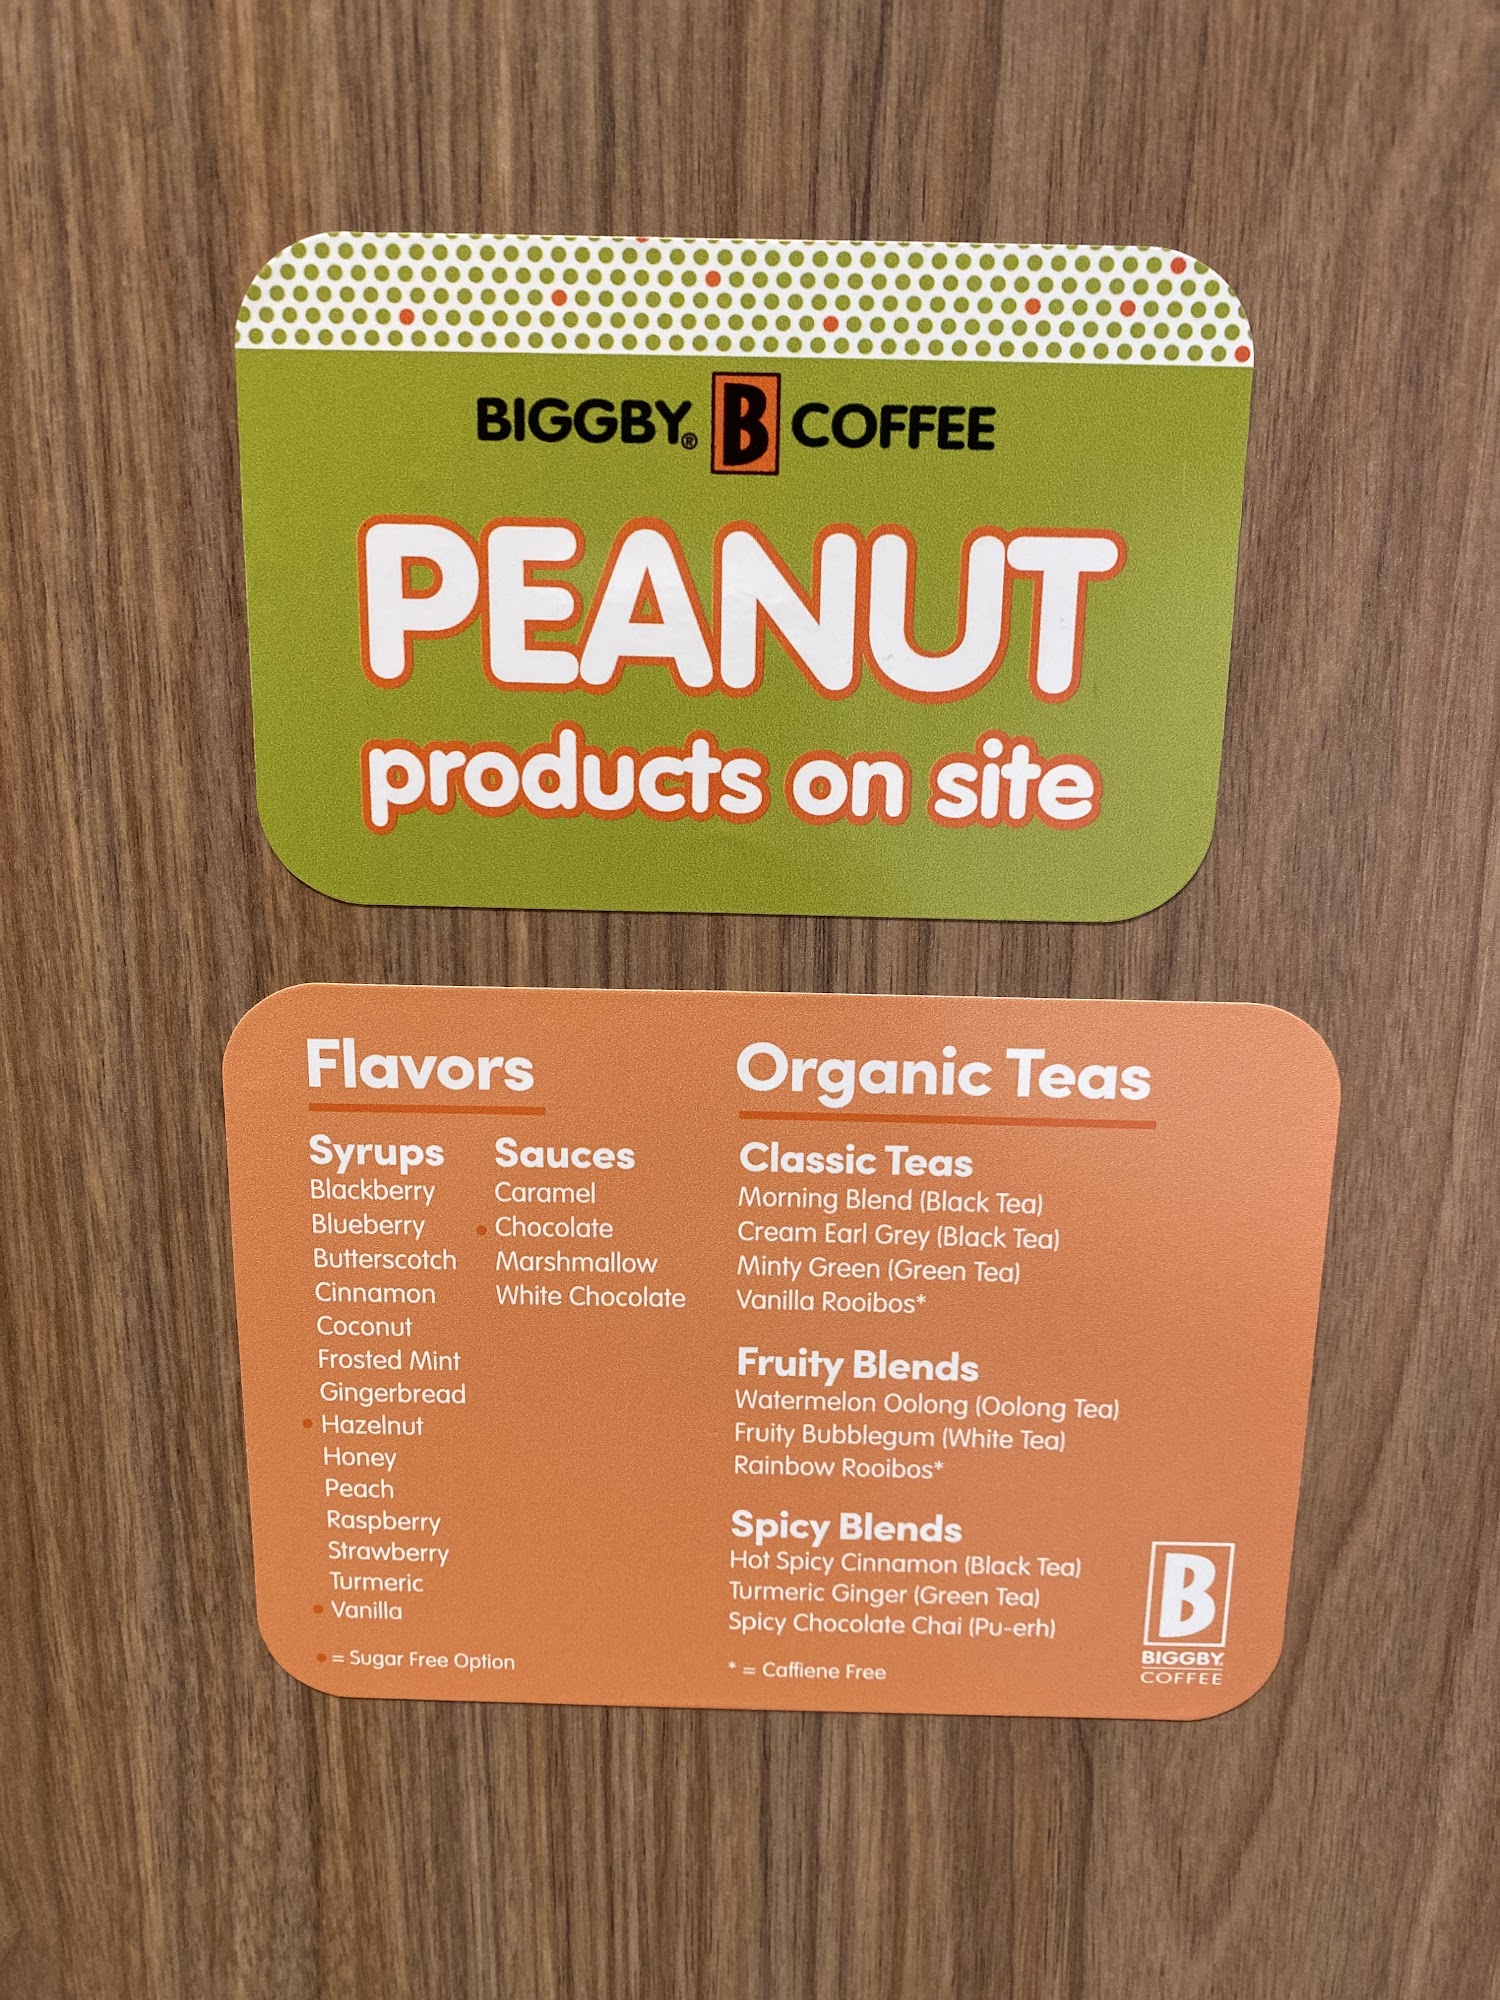 BIGGBY® B COFFEE
PEANUT
products on site
Flavors
Syrups
Blackberry
Blueberry
Butterscotch
Cinnamon
Coconut
Frosted Mint
Gingerbread
• Hazelnut
Honey
Peach
Raspberry
Strawberry
Turmeric
• Vanilla
• = Sugar Free Option
Sauces
Caramel
• Chocolate
Marshmallow
White Chocolate
Organic Teas
Classic Teas
Morning Blend (Black Tea)
Cream Earl Grey (Black Tea)
Minty Green (Green Tea)
Vanilla Rooibos*
Fruity Blends
Watermelon Oolong (Oolong Tea)
Fruity Bubblegum (White Tea)
Rainbow Rooibos*
Spicy Blends
Hot Spicy Cinnamon (Black Tea)
Turmeric Ginger (Green Tea)
Spicy Chocolate Chai (Pu-erh)
* = Caffiene Free
B
BIGGBY.
COFFEE